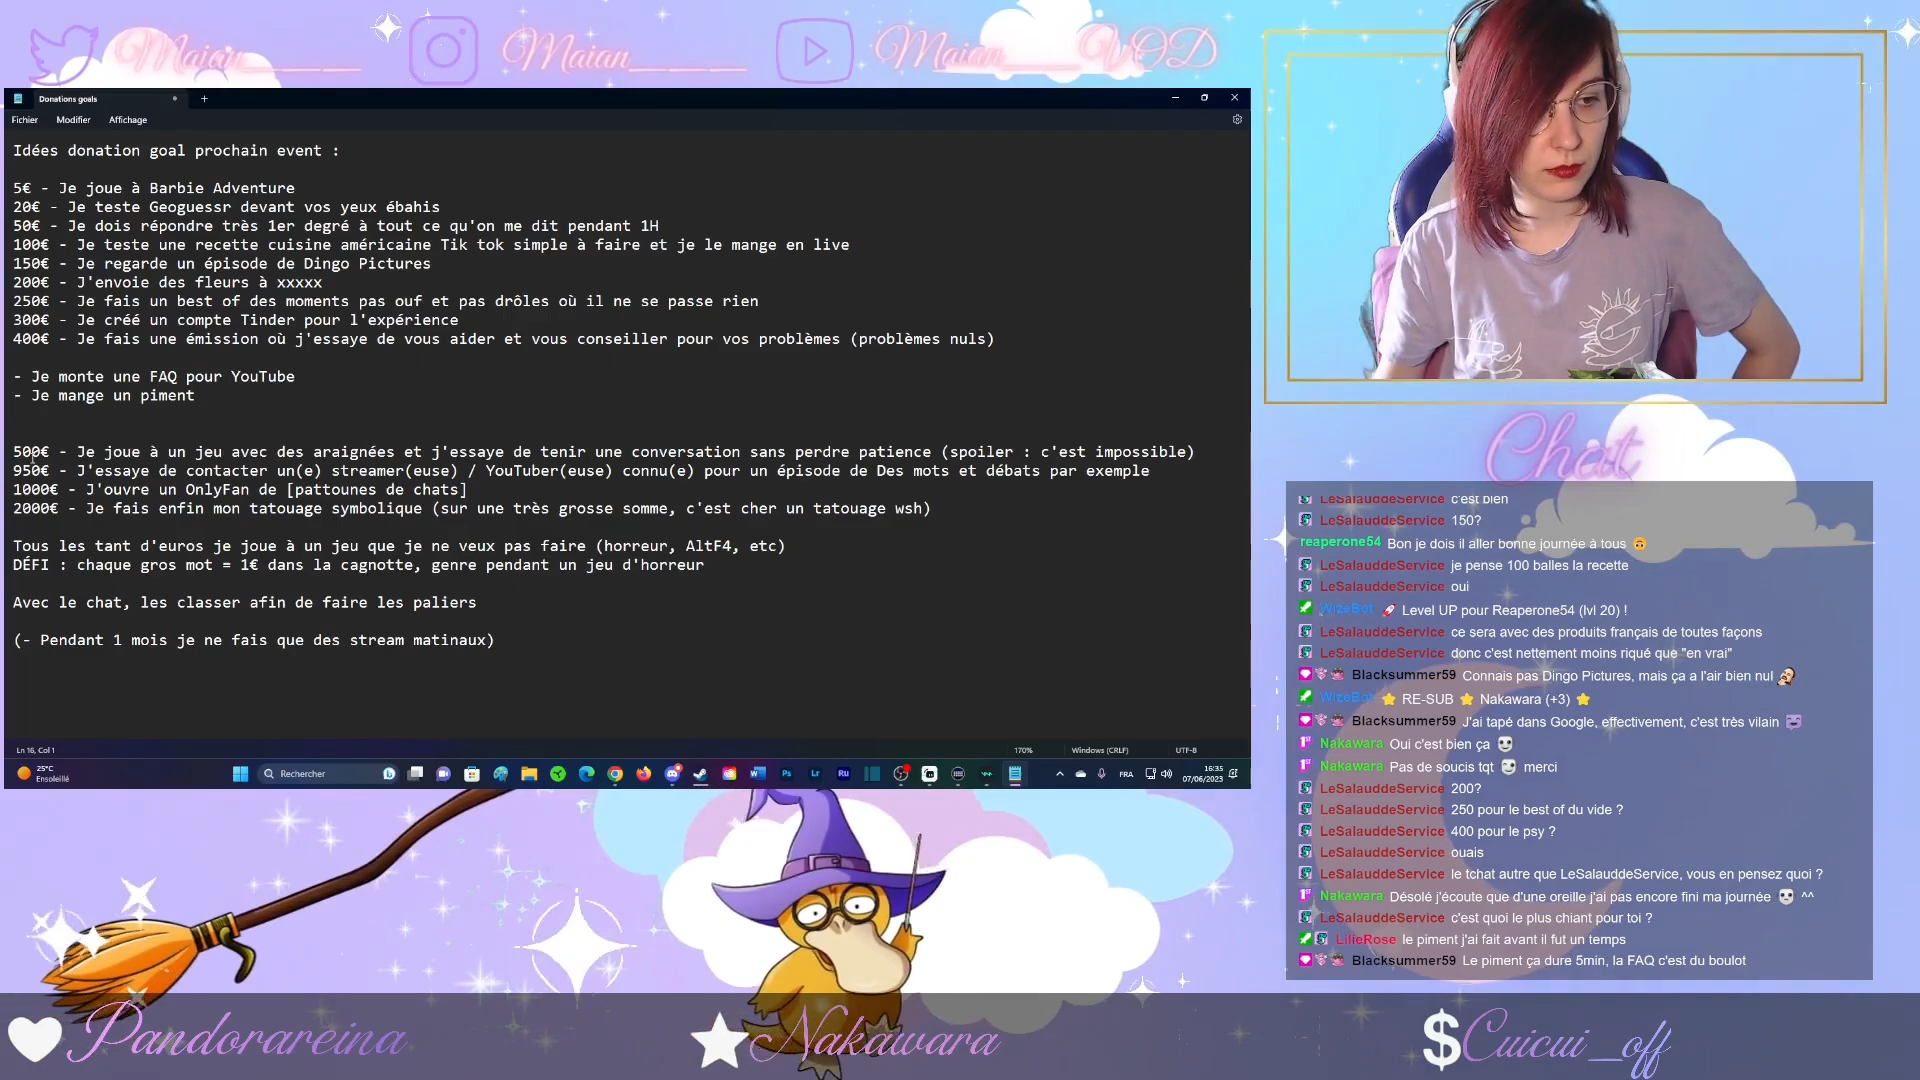 Maian____
Maian____
Maian____VOD
Donations goals
Fichier Modifier Affichage
Idées donation goal prochain event :
5€ - Je joue à Barbie Adventure
20€ - Je teste Geoguessr devant vos yeux ébahis
50€ - Je dois répondre très 1er degré à tout ce qu'on me dit pendant 1H
100€ - Je teste une recette cuisine américaine Tik tok simple à faire et je le mange en live
150€ - Je regarde un épisode de Dingo Pictures
200€ - J'envoie des fleurs à xxxxx
250€ - Je fais un best of des moments pas ouf et pas drôles où il ne se passe rien
300€ - Je créé un compte Tinder pour l'expérience
400€ - Je fais une émission où j'essaye de vous aider et vous conseiller pour vos problèmes (problèmes nuls)
- Je monte une FAQ pour YouTube
- Je mange un piment
500€ - Je joue à un jeu avec des araignées et j'essaye de tenir une conversation sans perdre patience (spoiler : c'est impossible)
950€ - J'essaye de contacter un(e) streamer(euse) / YouTuber(euse) connu(e) pour un épisode de Des mots et débats par exemple
1000€ - J'ouvre un OnlyFan de [pattounes de chats]
2000€ - Je fais enfin mon tatouage symbolique (sur une très grosse somme, c'est cher un tatouage wsh)
Tous les tant d'euros je joue à un jeu que je ne veux pas faire (horreur, AltF4, etc)
DÉFI : chaque gros mot = 1€ dans la cagnotte, genre pendant un jeu d'horreur
Avec le chat, les classer afin de faire les paliers
(- Pendant 1 mois je ne fais que des stream matinaux)
Ln 16, Col 1 170% Windows (CRLF) UTF-8
25°C
Ensoleillé
Rechercher
W Ps Lr Ru
FRA
16:35
07/06/2023
Chat
LeSalauddeService c'est bien
LeSalauddeService 150?
reaperone54 Bon je dois il aller bonne journée à tous
LeSalauddeService je pense 100 balles la recette
LeSalauddeService oui
WizeBot Level UP pour Reaperone54 (lvl 20) !
LeSalauddeService ce sera avec des produits français de toutes façons
LeSalauddeService donc c'est nettement moins riqué que "en vrai"
Blacksummer59 Connais pas Dingo Pictures, mais ça a l'air bien nul
WizeBot RE-SUB Nakawara (+3)
Blacksummer59 J'ai tapé dans Google, effectivement, c'est très vilain
Nakawara Oui c'est bien ça
Nakawara Pas de soucis tqt merci
LeSalauddeService 200?
LeSalauddeService 250 pour le best of du vide ?
LeSalauddeService 400 pour le psy ?
LeSalauddeService ouais
LeSalauddeService le tchat autre que LeSalauddeService, vous en pensez quoi ?
Nakawara Désolé j'écoute que d'une oreille j'ai pas encore fini ma journée ^^
LeSalauddeService c'est quoi le plus chiant pour toi ?
LilieRose le piment j'ai fait avant il fut un temps
Blacksummer59 Le piment ça dure 5min, la FAQ c'est du boulot
Pandorareina
Nakawara
$ Cuicui_off